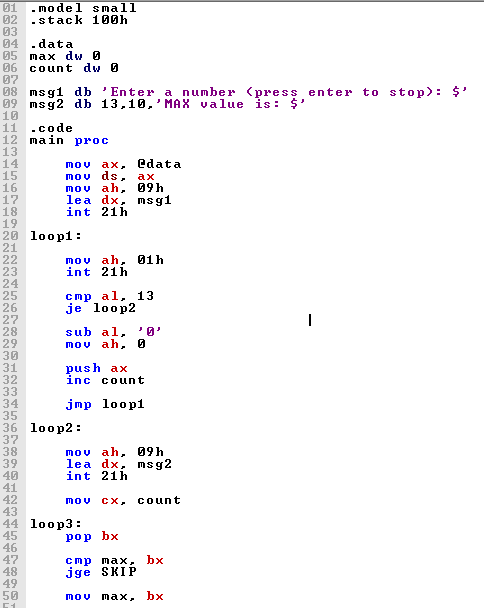 01 .model small
02 .stack 100h
03
04 .data
05 max dw 0
06 count dw 0
07
08 msg1 db 'Enter a number (press enter to stop): $'
09 msg2 db 13,10,'MAX value is: $'
10
11 .code
12 main proc
13
14 mov ax, @data
15 mov ds, ax
16 mov ah, 09h
17 lea dx, msg1
18 int 21h
19
20 loop1:
21
22 mov ah, 01h
23 int 21h
24
25 cmp al, 13
26 je loop2
27
28 sub al, '0'
29 mov ah, 0
30
31 push ax
32 inc count
33
34 jmp loop1
35
36 loop2:
37
38 mov ah, 09h
39 lea dx, msg2
40 int 21h
41
42 mov cx, count
43
44 loop3:
45 pop bx
46
47 cmp max, bx
48 jge SKIP
49
50 mov max, bx
51